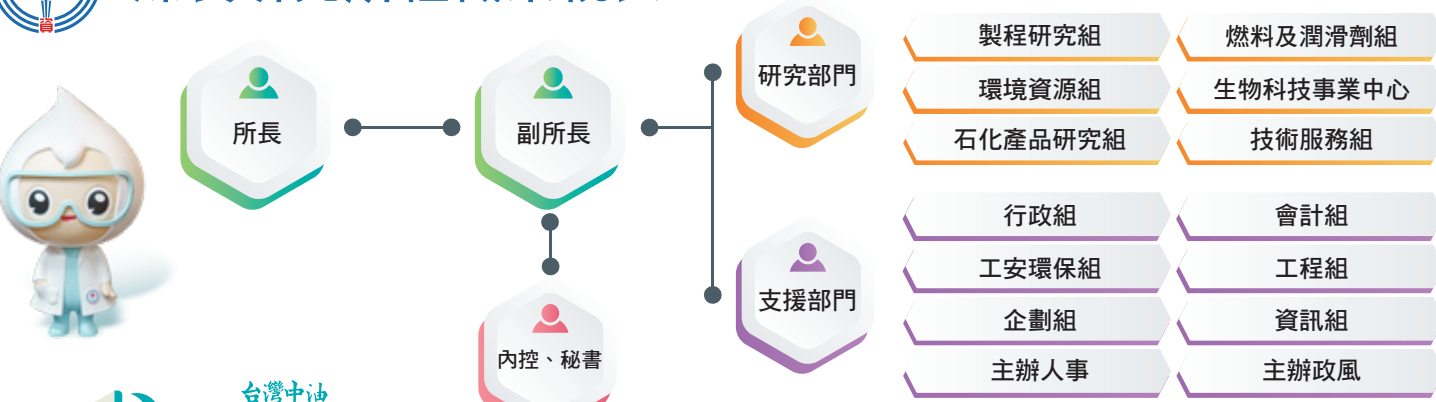 資
所長
副所長
內控、秘書
研究部門
製程研究組
燃料及潤滑劑組
環境資源組
生物科技事業中心
石化產品研究組
技術服務組
支援部門
行政組
會計組
工安環保組
工程組
企劃組
資訊組
主辦人事
主辦政風
台灣中油